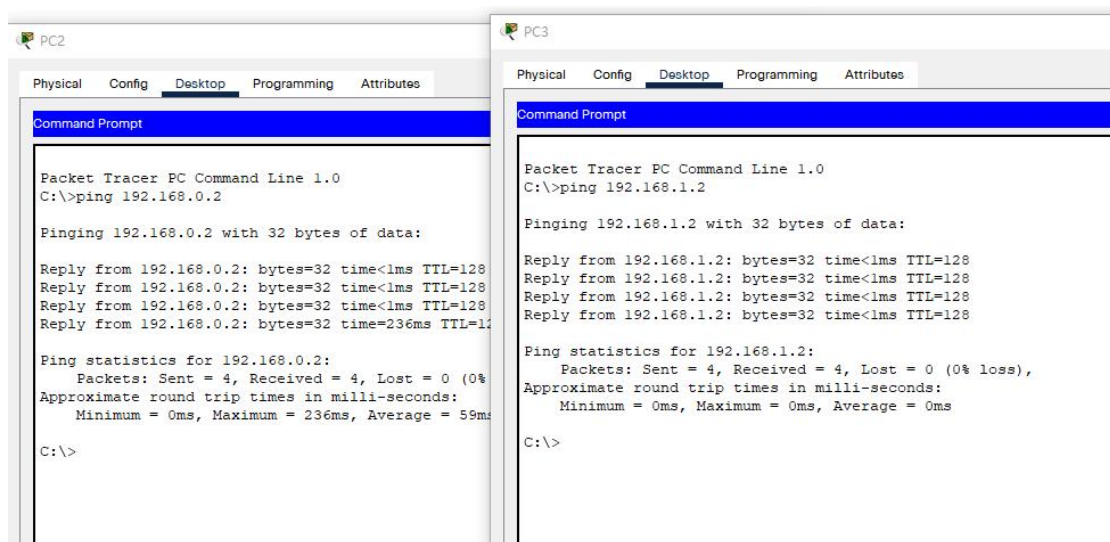 PC2
Physical Config Desktop Programming Attributes
Command Prompt
Packet Tracer PC Command Line 1.0
C:\>ping 192.168.0.2
Pinging 192.168.0.2 with 32 bytes of data:
Reply from 192.168.0.2: bytes=32 time<1ms TTL=128
Reply from 192.168.0.2: bytes=32 time<1ms TTL=128
Reply from 192.168.0.2: bytes=32 time<1ms TTL=128
Reply from 192.168.0.2: bytes=32 time=236ms TTL=12
Ping statistics for 192.168.0.2:
Packets: Sent = 4, Received = 4, Lost = 0 (0%
Approximate round trip times in milli-seconds:
Minimum = 0ms, Maximum = 236ms, Average = 59ms
C:\>
PC3
Physical Config Desktop Programming Attributes
Command Prompt
Packet Tracer PC Command Line 1.0
C:\>ping 192.168.1.2
Pinging 192.168.1.2 with 32 bytes of data:
Reply from 192.168.1.2: bytes=32 time<1ms TTL=128
Reply from 192.168.1.2: bytes=32 time<1ms TTL=128
Reply from 192.168.1.2: bytes=32 time<1ms TTL=128
Reply from 192.168.1.2: bytes=32 time<1ms TTL=128
Ping statistics for 192.168.1.2:
Packets: Sent = 4, Received = 4, Lost = 0 (0% loss),
Approximate round trip times in milli-seconds:
Minimum = 0ms, Maximum = 0ms, Average = 0ms
C:\>